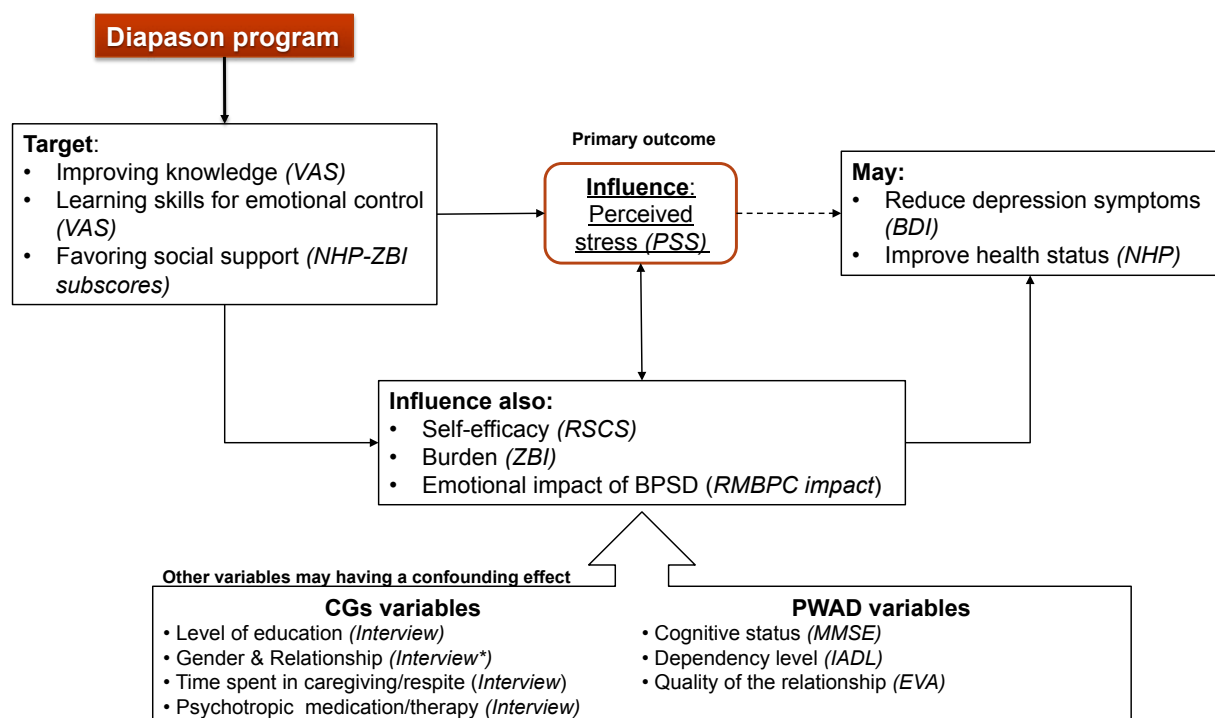 Diapason program
Target:
• Improving knowledge (VAS)
• Learning skills for emotional control
(VAS)
• Favoring social support (NHP-ZBI
subscores)
Primary outcome
Influence:
Perceived
stress (PSS)
May:
• Reduce depression symptoms
(BDI)
• Improve health status (NHP)
Influence also:
• Self-efficacy (RSCS)
• Burden (ZBI)
• Emotional impact of BPSD (RMBPC impact)
Other variables may having a confounding effect
CGs variables
• Level of education (Interview)
• Gender & Relationship (Interview*)
• Time spent in caregiving/respite (Interview)
• Psychotropic medication/therapy (Interview)
PWAD variables
• Cognitive status (MMSE)
• Dependency level (IADL)
• Quality of the relationship (EVA)